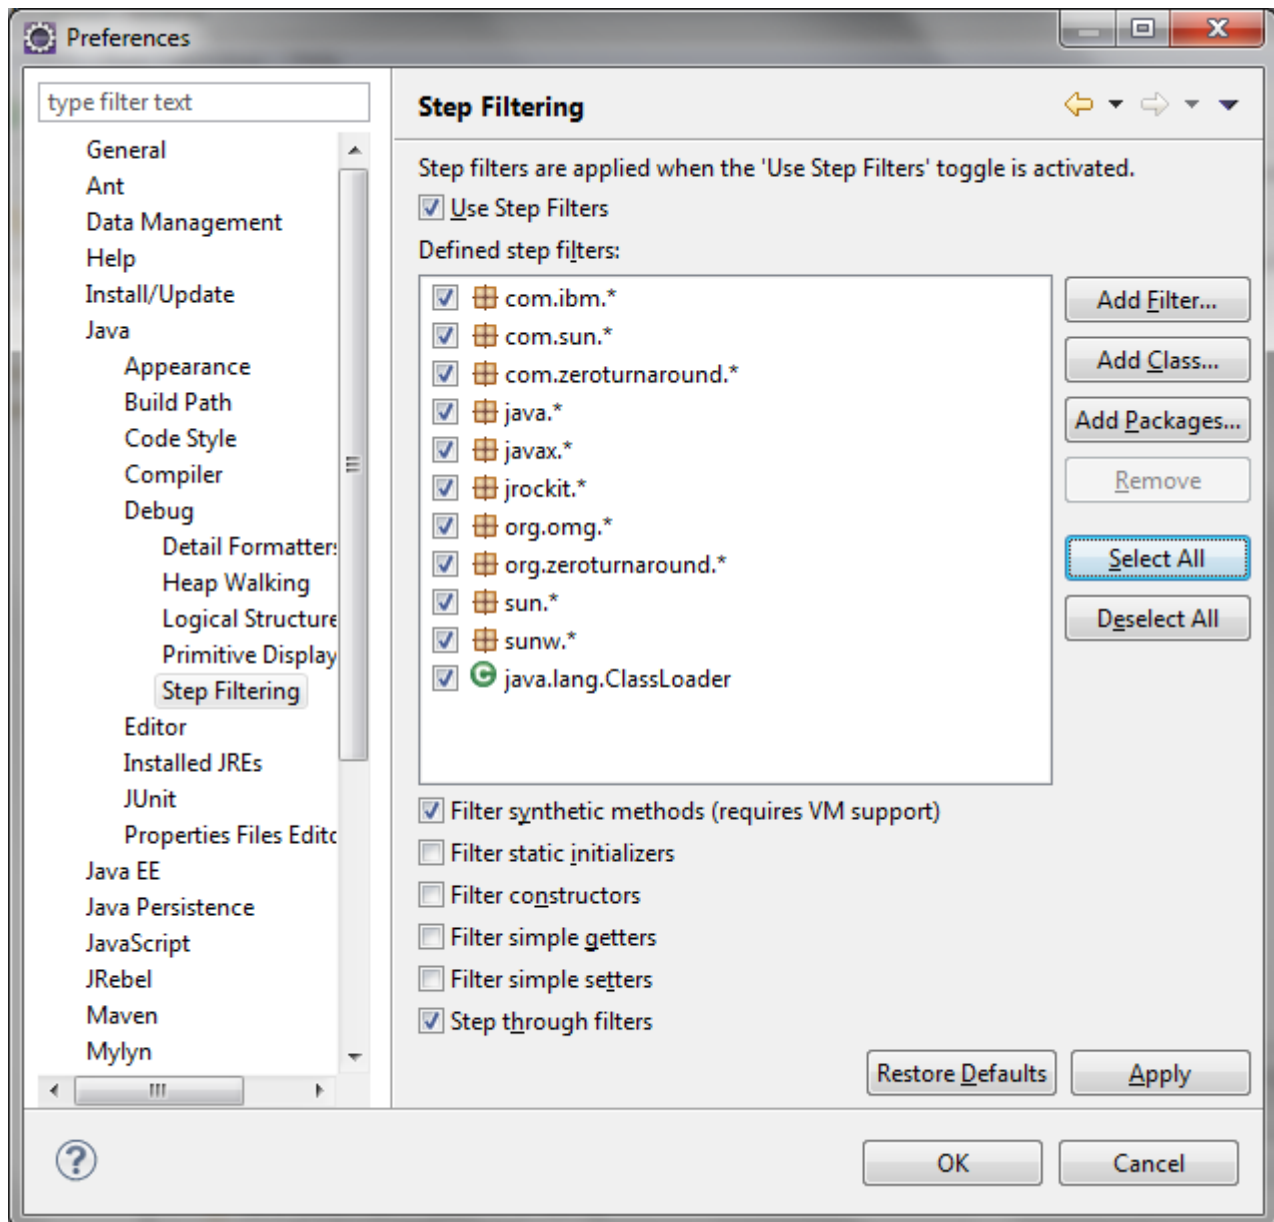 Preferences
type filter text
General
Ant
Data Management
Help
Install/Update
Java
Appearance
Build Path
Code Style
Compiler
Debug
Detail Formatters
Heap Walking
Logical Structure
Primitive Display
Step Filtering
Editor
Installed JREs
JUnit
Properties Files Edito
Java EE
Java Persistence
JavaScript
JRebel
Maven
Mylyn
Step Filtering
Step filters are applied when the 'Use Step Filters' toggle is activated.
Use Step Filters
Defined step filters:
com.ibm.*
com.sun.*
com.zeroturnaround.*
java.*
javax.*
jrockit.*
org.omg.*
org.zeroturnaround.*
sun.*
sunw.*
java.lang.ClassLoader
Add Filter...
Add Class...
Add Packages...
Remove
Select All
Deselect All
Filter synthetic methods (requires VM support)
Filter static initializers
Filter constructors
Filter simple getters
Filter simple setters
Step through filters
Restore Defaults
Apply
OK
Cancel